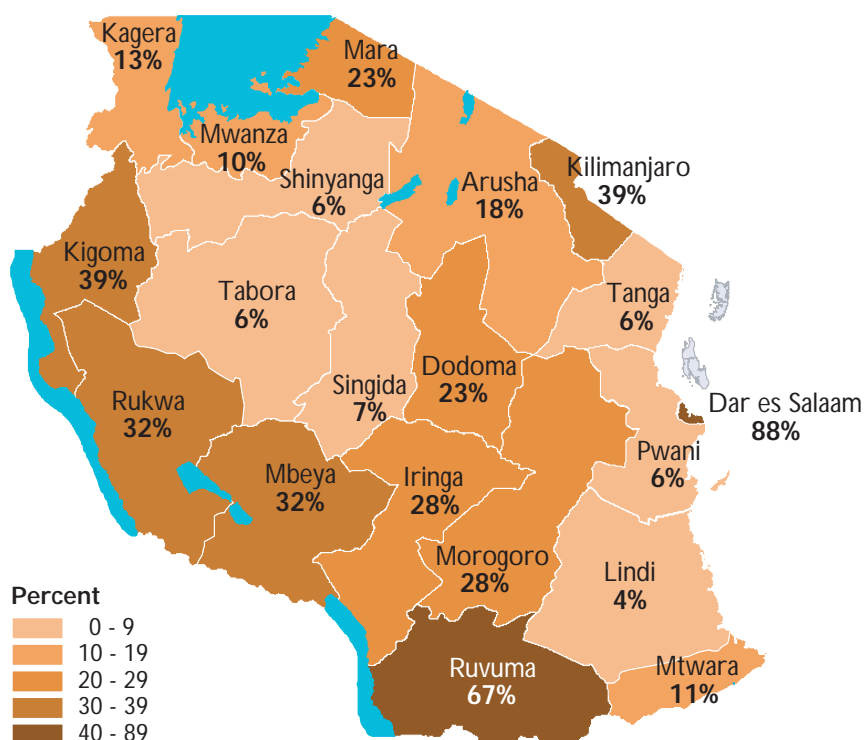 Kagera
13%
Mara
23%
Mwanza
10%
Shinyanga
6%
Arusha
18%
Kilimanjaro
39%
Kigoma
39%
Tabora
6%
Tanga
6%
Singida
7%
Dodoma
23%
Dar es Salaam
88%
Rukwa
32%
Pwani
6%
Mbeya
32%
Iringa
28%
Morogoro
28%
Lindi
4%
Ruvuma
67%
Mtwara
11%
Percent
0 - 9
10 - 19
20 - 29
30 - 39
40 - 89